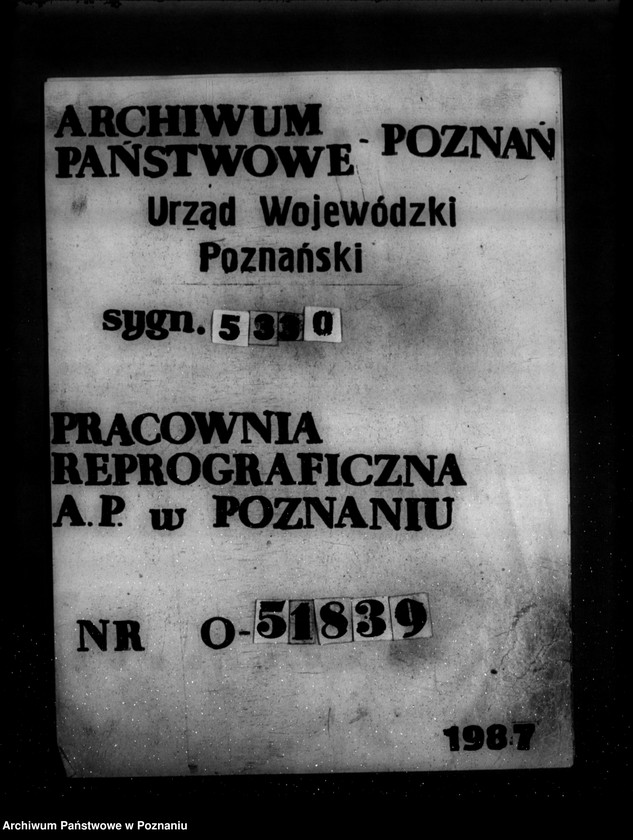 ARCHIWUM
PAŃSTWOWE - POZNAŃ
Urząd Wojewódzki
Poznański
sygn. 5330
PRACOWNIA
REPROGRAFICZNA
A.P. w POZNANIU
NR O-51839
1987
Archiwum Państwowe w Poznaniu